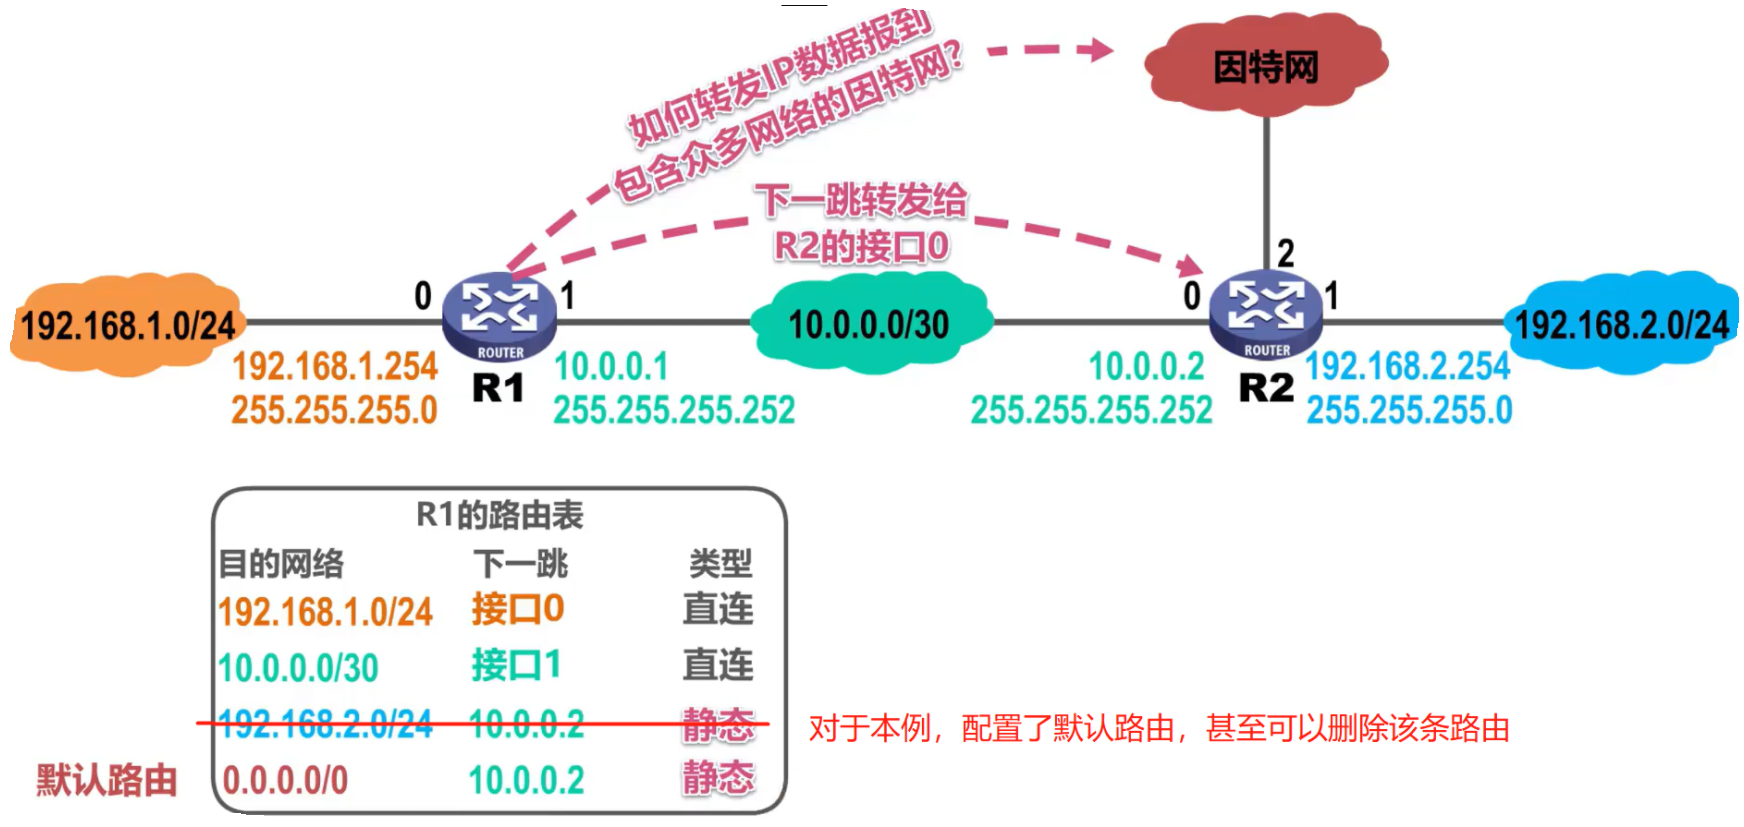 如何转发IP数据报到
包含众多网络的因特网?
因特网
下一跳转发给
R2的接口0
2
0
1
0
1
192.168.1.0/24
10.0.0.0/30
192.168.2.0/24
ROUTER
ROUTER
192.168.1.254
255.255.255.0
R1
10.0.0.1
255.255.255.252
10.0.0.2
255.255.255.252
R2
192.168.2.254
255.255.255.0
R1的路由表
目的网络 下一跳 类型
192.168.1.0/24 接口0 直连
10.0.0.0/30 接口1 直连
192.168.2.0/24 10.0.0.2 静态
对于本例，配置了默认路由，甚至可以删除该条路由
默认路由 0.0.0.0/0 10.0.0.2 静态